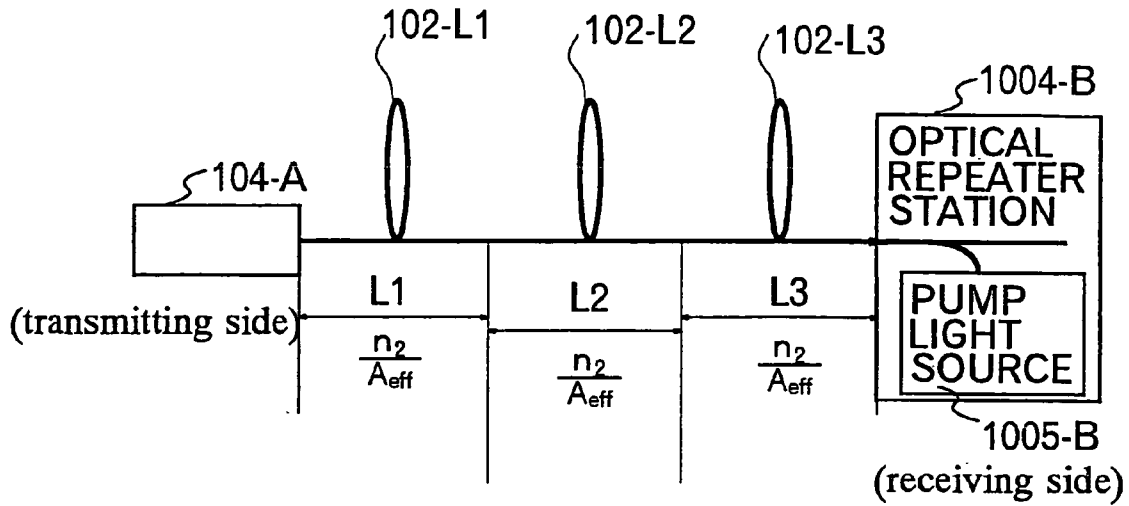 102-L1
102-L2
102-L3
1004-B
OPTICAL
REPEATER
STATION
104-A
L1
L2
L3
(transmitting side)
n2
Aeff
n2
Aeff
n2
Aeff
PUMP
LIGHT
SOURCE
1005-B
(receiving side)